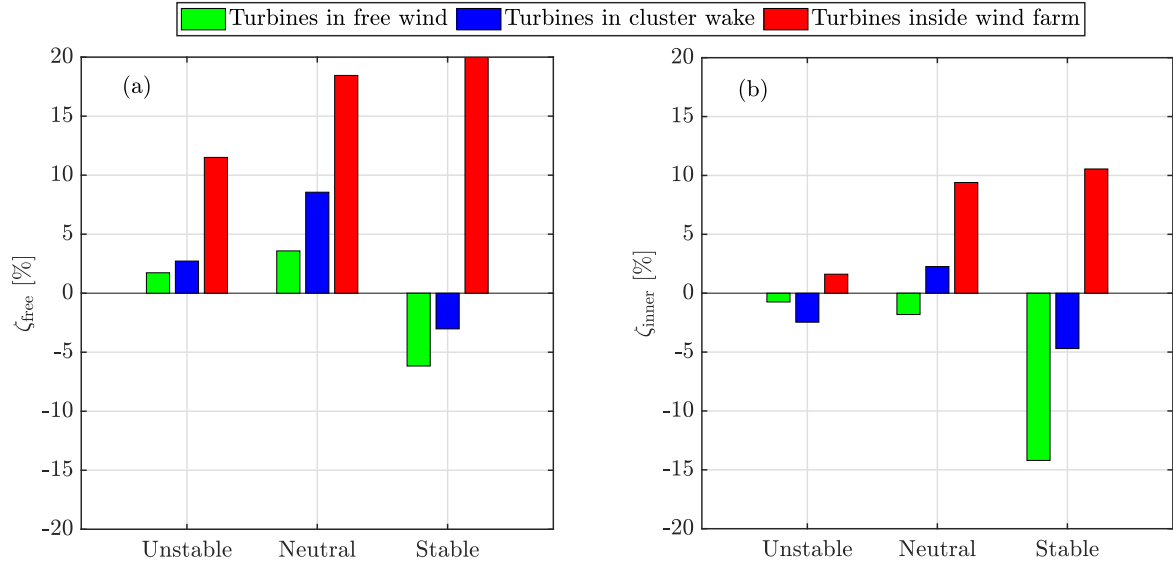 Turbines in free wind Turbines in cluster wake Turbines inside wind farm
(a)
20
15
10
5
0
-5
-10
-15
-20
ζfree [%]
Unstable Neutral Stable
(b)
20
15
10
5
0
-5
-10
-15
-20
ζinner [%]
Unstable Neutral Stable